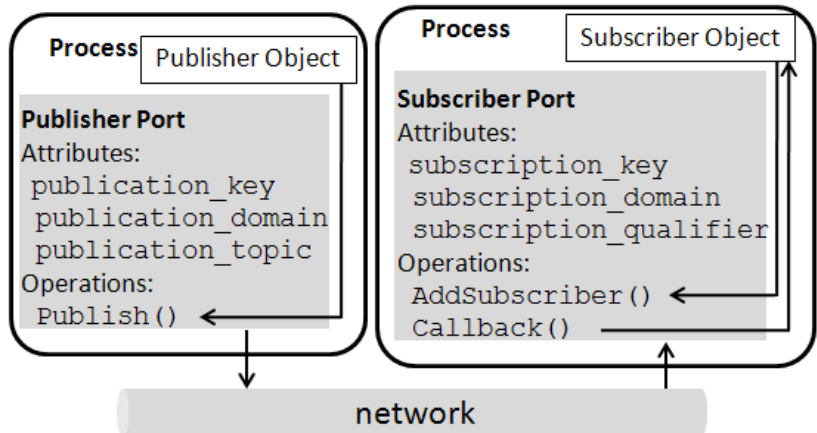 Process
Publisher Object
Publisher Port
Attributes:
publication_key
publication_domain
publication_topic
Operations:
Publish()
Process
Subscriber Object
Subscriber Port
Attributes:
subscription_key
subscription_domain
subscription_qualifier
Operations:
AddSubscriber()
Callback()
network